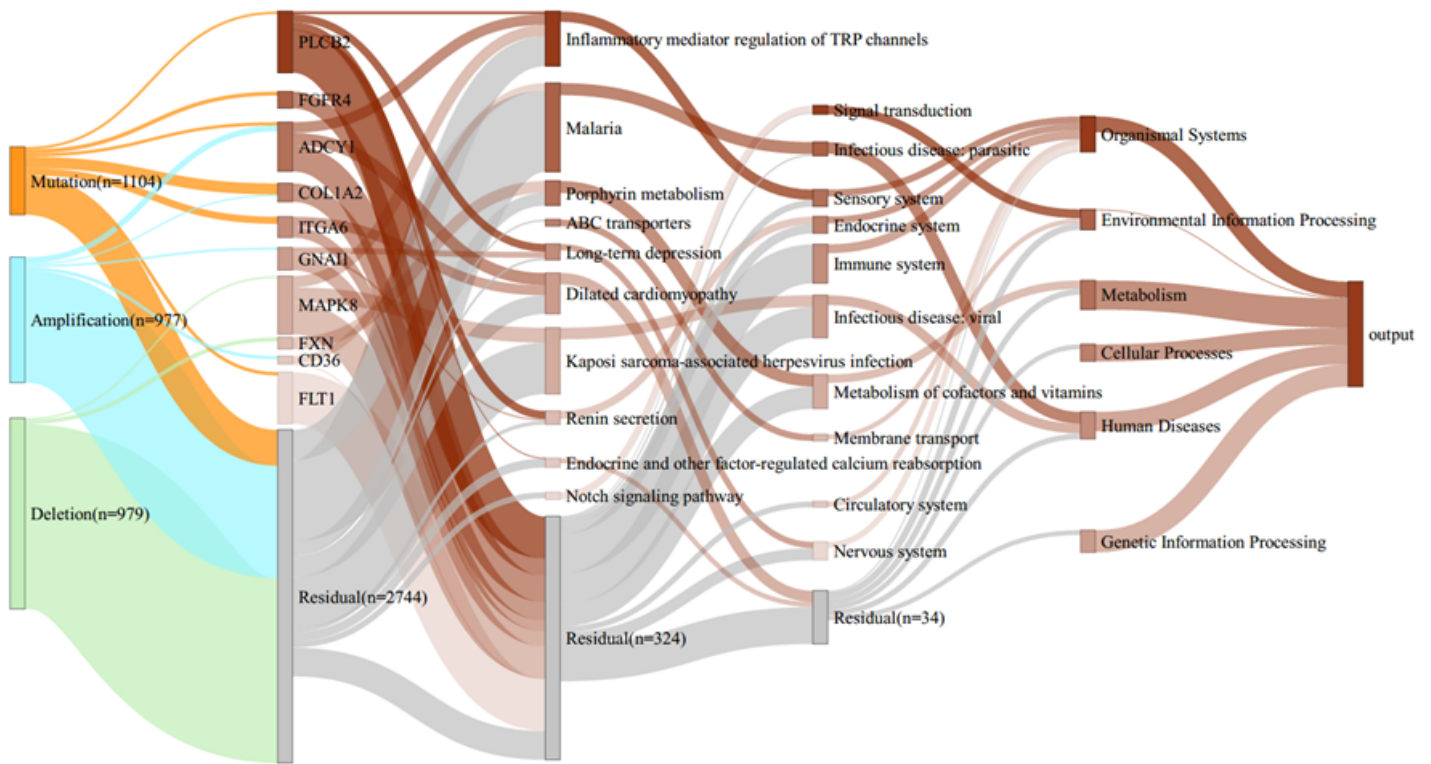 Mutation(n=1104)
Amplification(n=977)
Deletion(n=979)
PLCB2
FGFR4
ADCY1
COL1A2
ITGA6
GNAI1
MAPK8
FXN
CD36
FLT1
Residual(n=2744)
Inflammatory mediator regulation of TRP channels
Malaria
Porphyrin metabolism
ABC transporters
Long-term depression
Dilated cardiomyopathy
Kaposi sarcoma-associated herpesvirus infection
Renin secretion
Endocrine and other factor-regulated calcium reabsorption
Notch signaling pathway
Residual(n=324)
Signal transduction
Infectious disease: parasitic
Sensory system
Endocrine system
Immune system
Infectious disease: viral
Metabolism of cofactors and vitamins
Membrane transport
Circulatory system
Nervous system
Residual(n=34)
Organismal Systems
Environmental Information Processing
Metabolism
Cellular Processes
Human Diseases
Genetic Information Processing
output